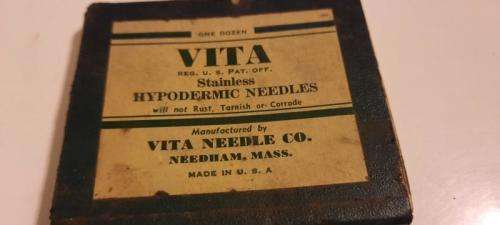 ONE DOZEN
VITA
REG. U. S. PAT. OFF.
Stainless
HYPODERMIC NEEDLES
will not Rust, Tarnish or Corrode
Manufactured by
VITA NEEDLE CO.
NEEDHAM, MASS.
MADE IN U. S. A